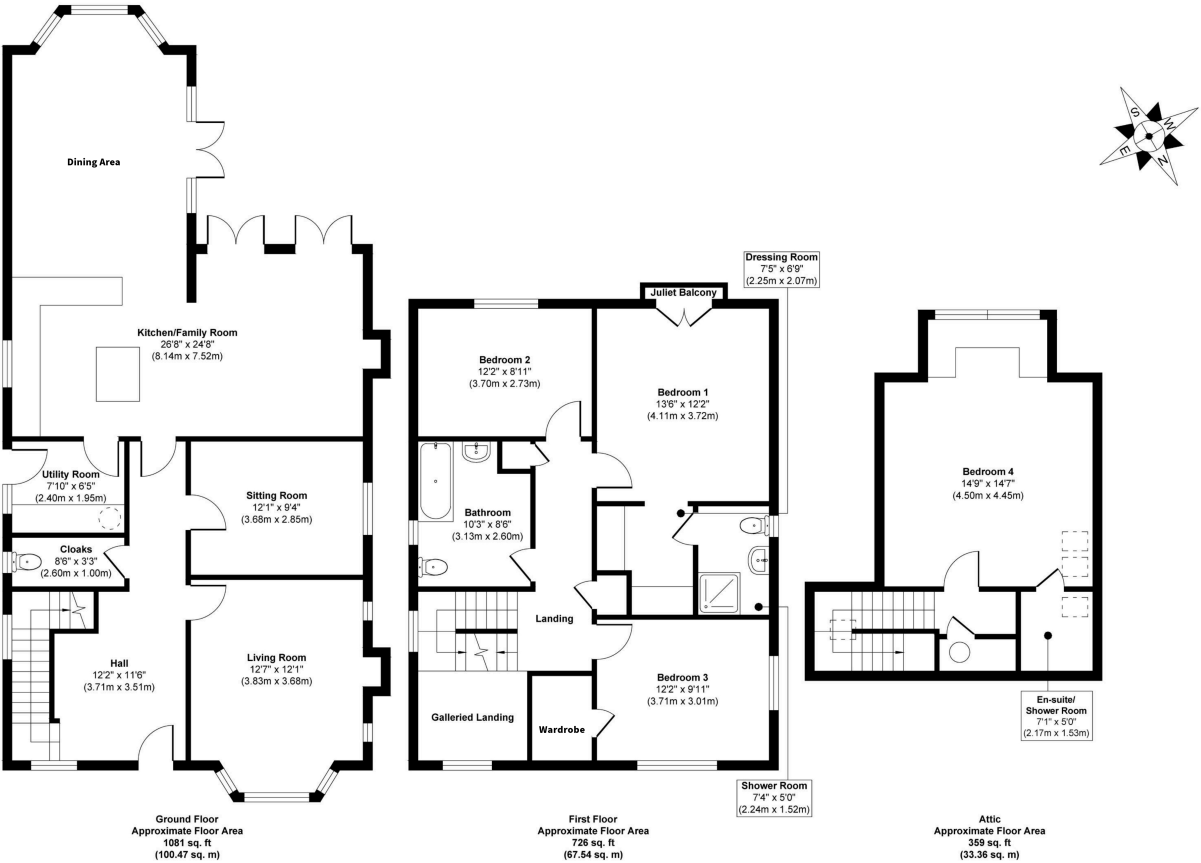 Dining Area
Kitchen/Family Room
26'8" x 24'8"
(8.14m x 7.52m)
Utility Room
7'10" x 6'5"
(2.40m x 1.95m)
Sitting Room
12'1" x 9'4"
(3.68m x 2.85m)
Cloaks
8'6" x 3'3"
(2.60m x 1.00m)
Hall
12'2" x 11'6"
(3.71m x 3.51m)
Living Room
12'7" x 12'1"
(3.83m x 3.68m)
Ground Floor
Approximate Floor Area
1081 sq. ft
(100.47 sq. m)
Dressing Room
7'5" x 6'9"
(2.25m x 2.07m)
Juliet Balcony
Bedroom 2
12'2" x 8'11"
(3.70m x 2.73m)
Bedroom 1
13'6" x 12'2"
(4.11m x 3.72m)
Bathroom
10'3" x 8'6"
(3.13m x 2.60m)
Landing
Bedroom 3
12'2" x 9'11"
(3.71m x 3.01m)
Galleried Landing
Wardrobe
Shower Room
7'4" x 5'0"
(2.24m x 1.52m)
First Floor
Approximate Floor Area
726 sq. ft
(67.54 sq. m)
S
W
E
N
Bedroom 4
14'9" x 14'7"
(4.50m x 4.45m)
En-suite/
Shower Room
7'1" x 5'0"
(2.17m x 1.53m)
Attic
Approximate Floor Area
359 sq. ft
(33.36 sq. m)